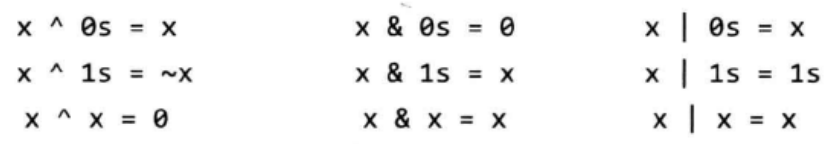 x ^ 0s = x x & 0s = 0 x | 0s = x
x ^ 1s = ~x x & 1s = x x | 1s = 1s
x ^ x = 0 x & x = x x | x = x